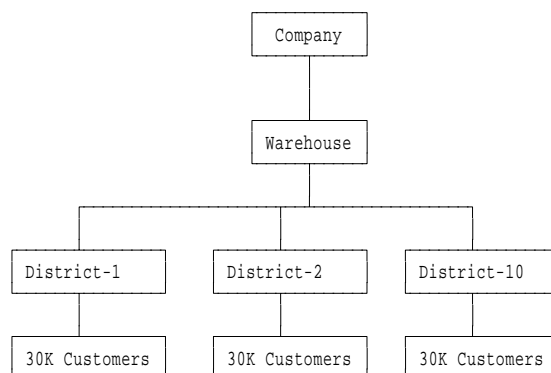 Company
Warehouse
District-1 District-2 District-10
30K Customers 30K Customers 30K Customers